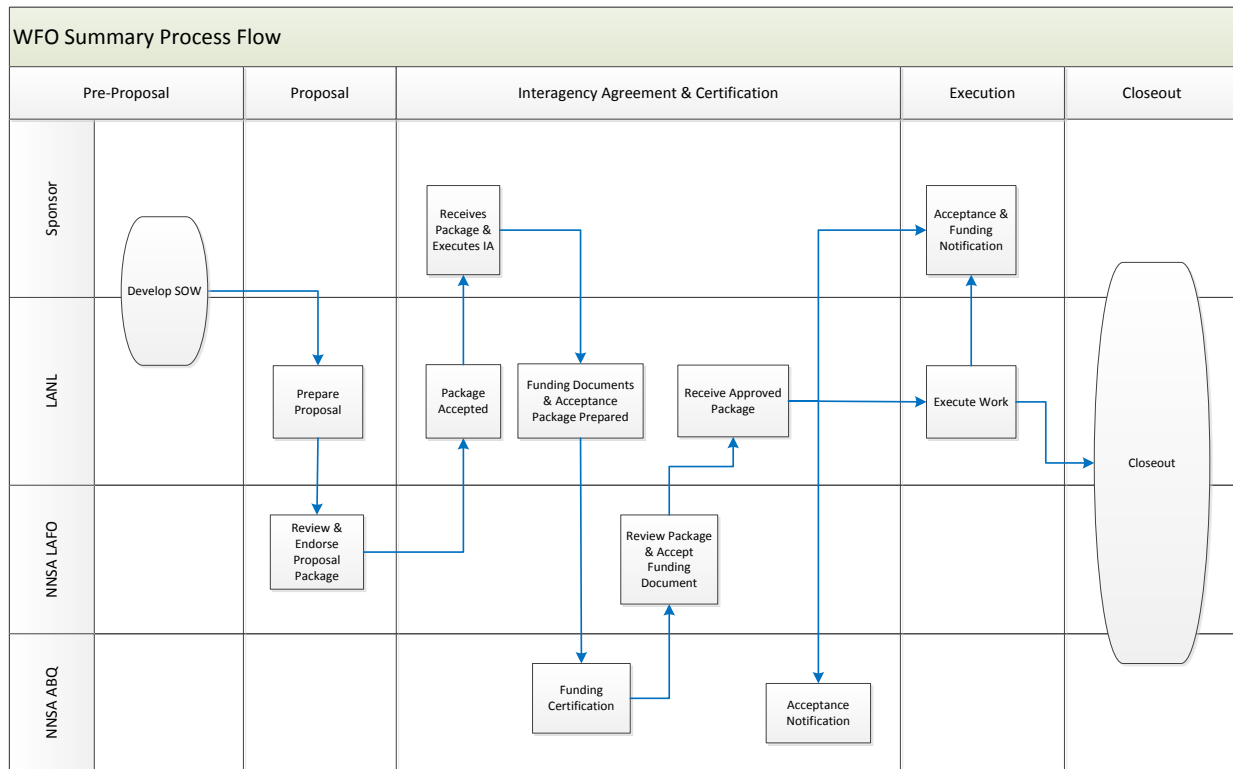 WFO Summary Process Flow
Pre-Proposal
Proposal
Interagency Agreement & Certification
Execution
Closeout
Sponsor
Develop SOW
Receives
Package &
Executes IA
Acceptance &
Funding
Notification
LANL
Prepare
Proposal
Package
Accepted
Funding Documents
& Acceptance
Package Prepared
Receive Approved
Package
Execute Work
Closeout
NNSA LAFO
Review &
Endorse
Proposal
Package
Review Package
& Accept
Funding
Document
NNSA ABQ
Funding
Certification
Acceptance
Notification